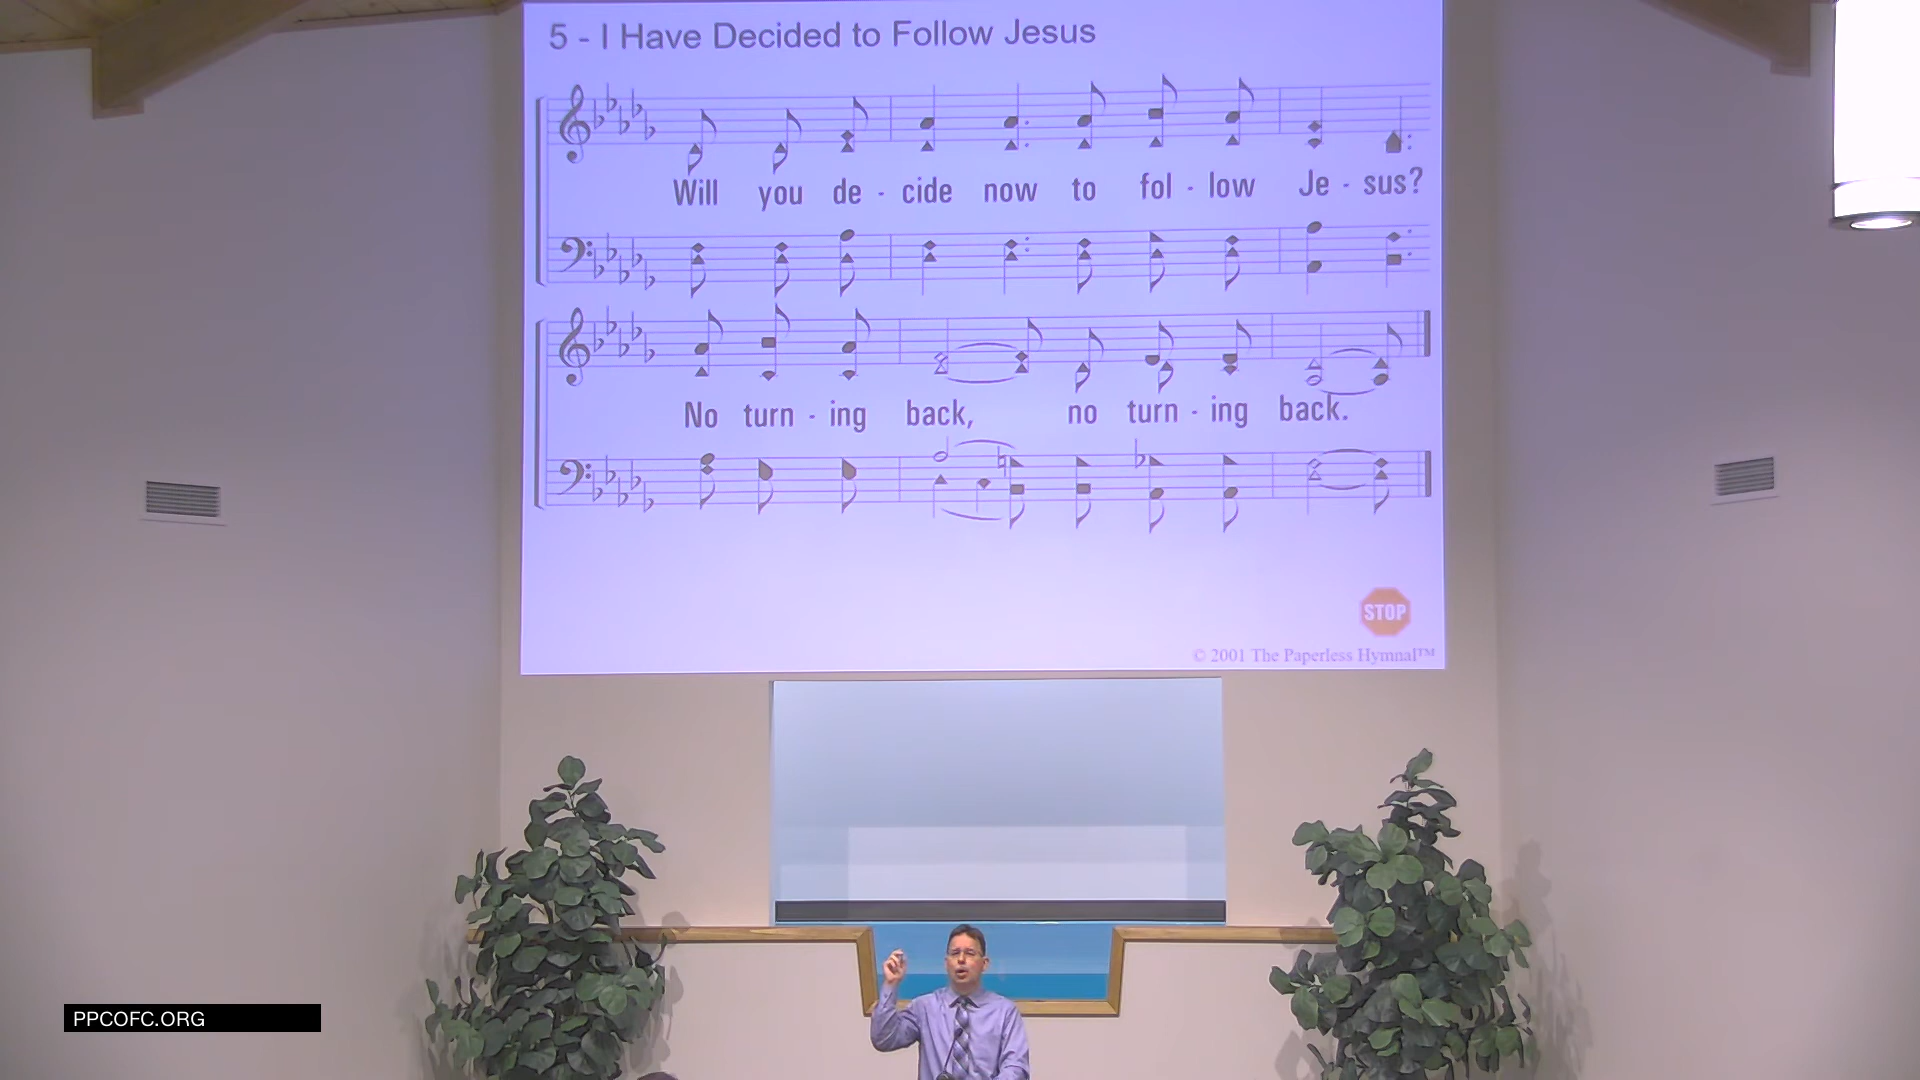 5 - I Have Decided to Follow Jesus
Will you de - cide now to fol - low Je - sus?
No turn - ing back, no turn - ing back.
STOP
© 2001 The Paperless Hymnal™
PPCOFC.ORG